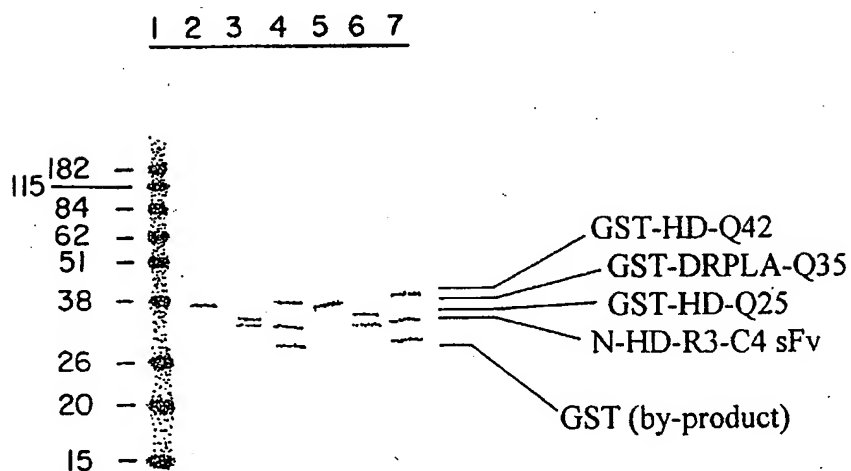 1 2 3 4 5 6 7
182
115
84
62
51
38
26
20
15
GST-HD-Q42
GST-DRPLA-Q35
GST-HD-Q25
N-HD-R3-C4 sFv
GST (by-product)